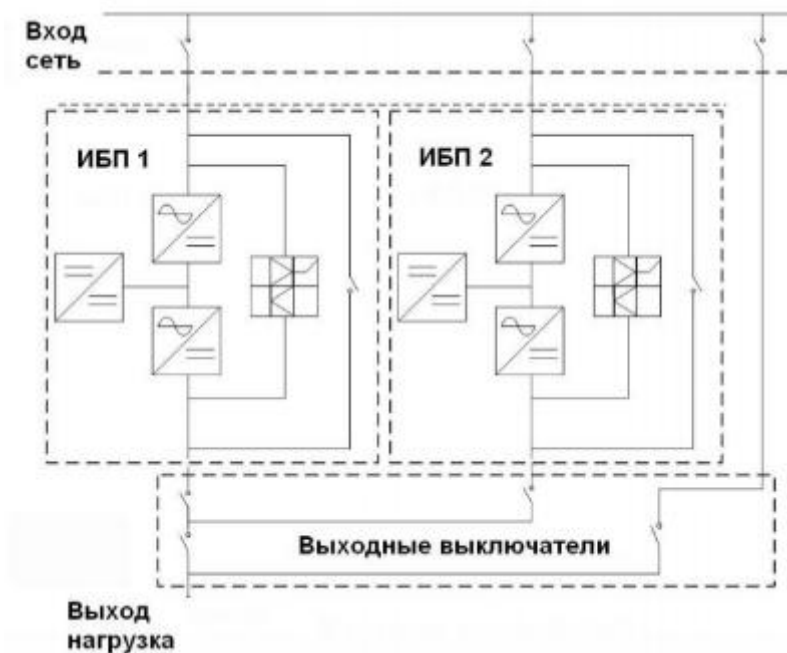 Вход
сеть
ИБП 1
ИБП 2
Выходные выключатели
Выход
нагрузка